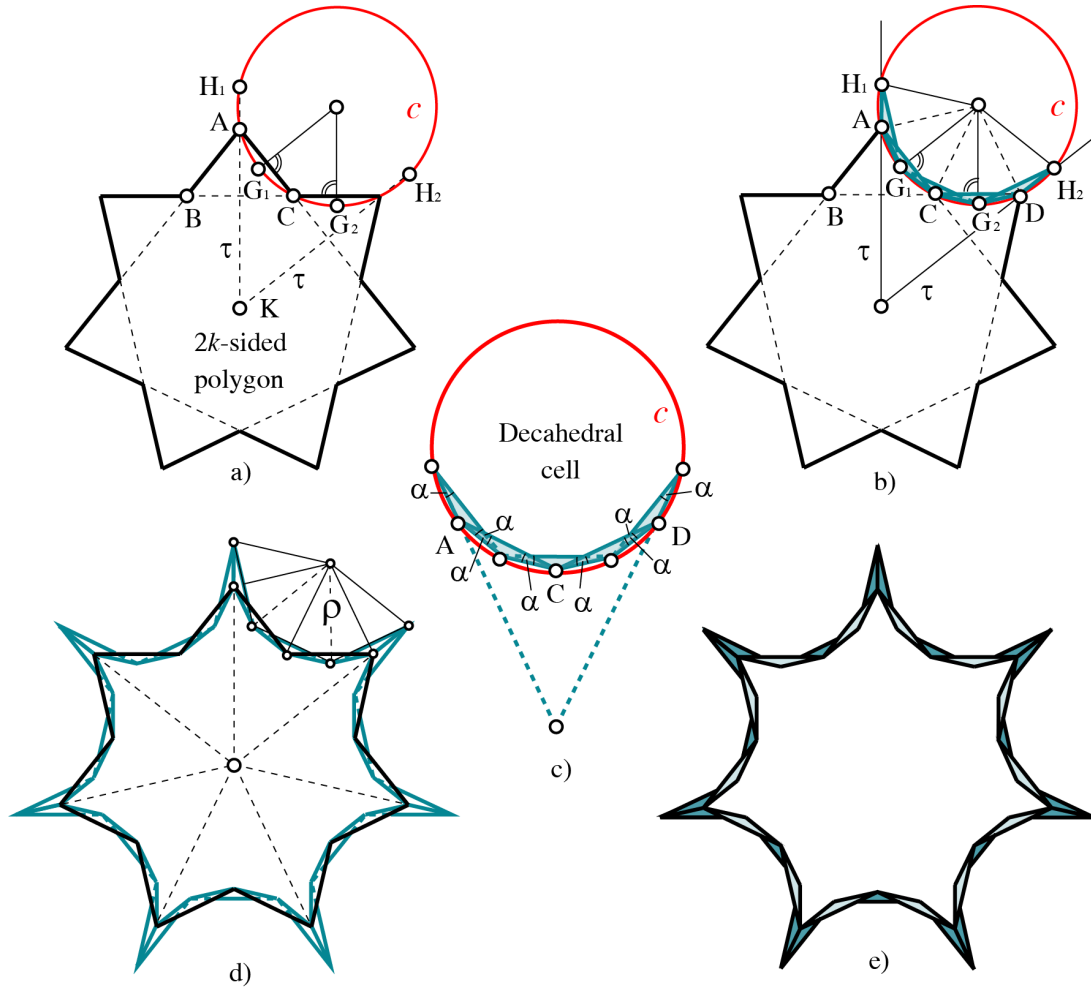 H₁
A
c
G₁
H₂
B
C
G₂
τ
τ
K
2k-sided
polygon
a)
H₁
c
A
G₁
H₂
B
C
G₂
D
τ
τ
b)
c
Decahedral
cell
α
α
α
α
A
D
α
α
α
C
α
c)
ρ
d)
e)